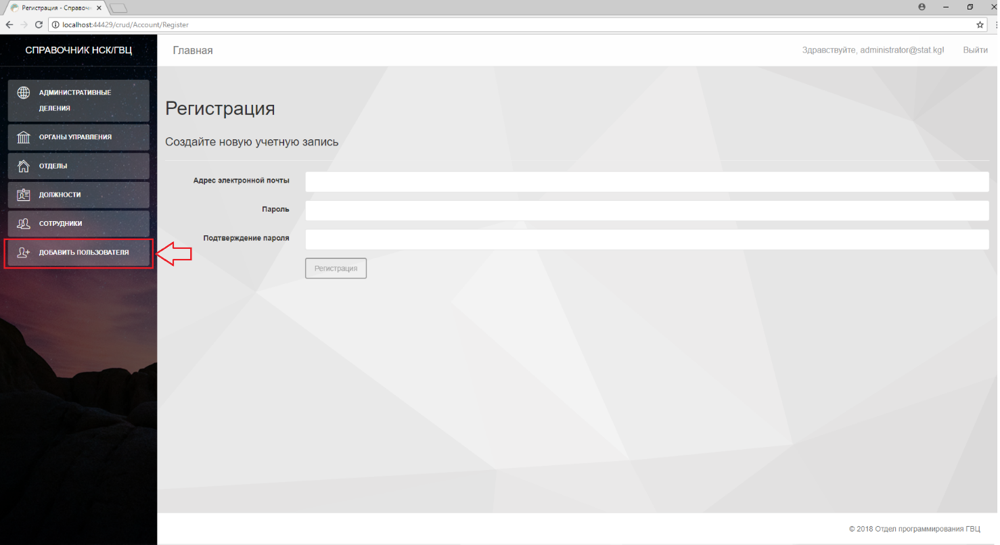 Регистрация - Справочн
localhost:44429/crud/Account/Register
СПРАВОЧНИК НСК/ГВЦ
Главная
Здравствуйте, administrator@stat.kg!
Выйти
АДМИНИСТРАТИВНЫЕ
ДЕЛЕНИЯ
ОРГАНЫ УПРАВЛЕНИЯ
ОТДЕЛЫ
ДОЛЖНОСТИ
СОТРУДНИКИ
ДОБАВИТЬ ПОЛЬЗОВАТЕЛЯ
Регистрация
Создайте новую учетную запись
Адрес электронной почты
Пароль
Подтверждение пароля
Регистрация
© 2018 Отдел программирования ГВЦ